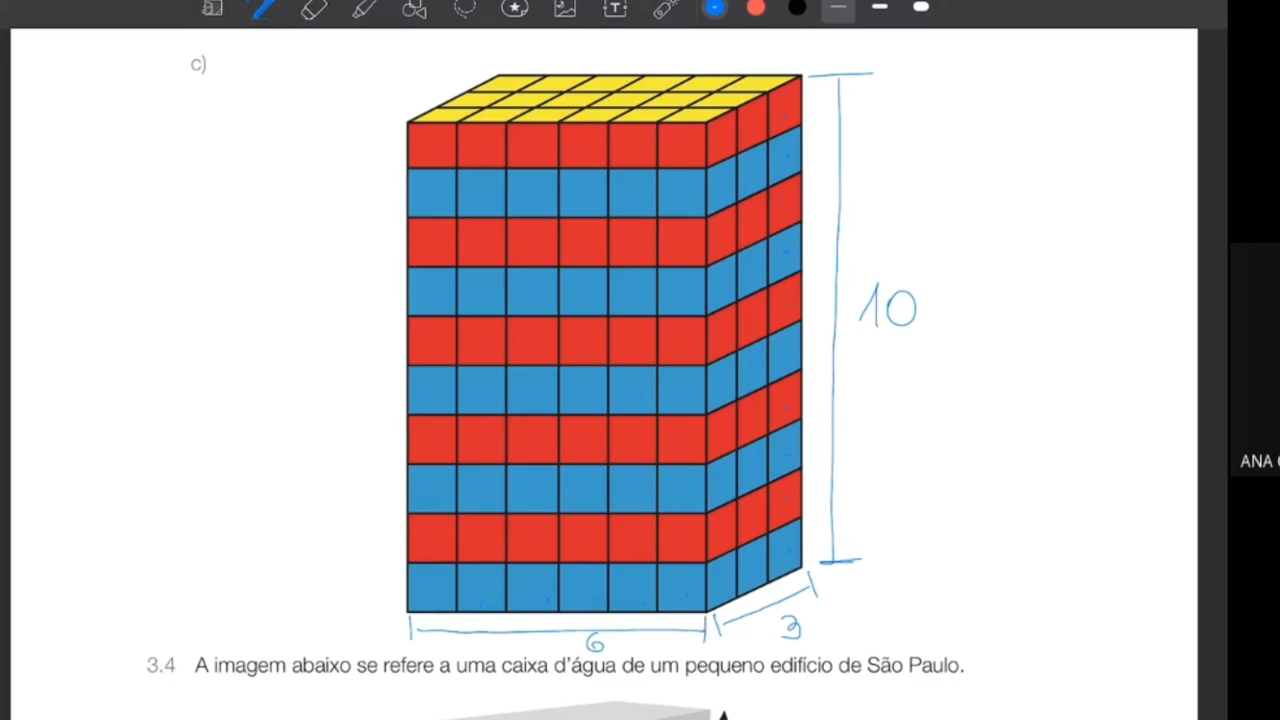 c)
10
ANA
3
6
3.4 A imagem abaixo se refere a uma caixa d'água de um pequeno edifício de São Paulo.